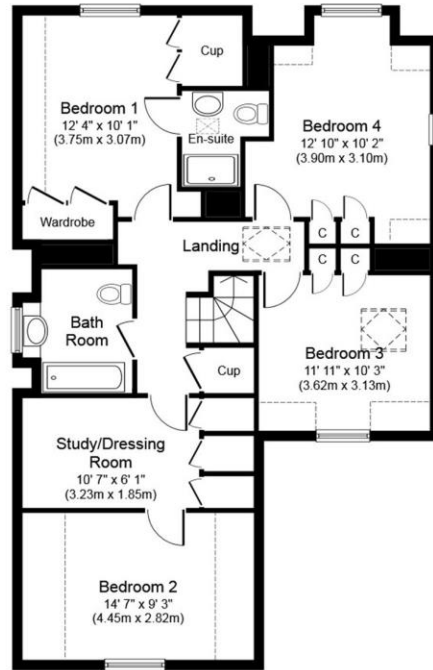 Cup
Bedroom 1
12' 4" x 10' 1"
(3.75m x 3.07m)
En-suite
Bedroom 4
12' 10" x 10' 2"
(3.90m x 3.10m)
Wardrobe
C
C
Landing
C
C
Bath
Room
Bedroom 3
11' 11" x 10' 3"
(3.62m x 3.13m)
Cup
Study/Dressing
Room
10' 7" x 6' 1"
(3.23m x 1.85m)
Bedroom 2
14' 7" x 9' 3"
(4.45m x 2.82m)